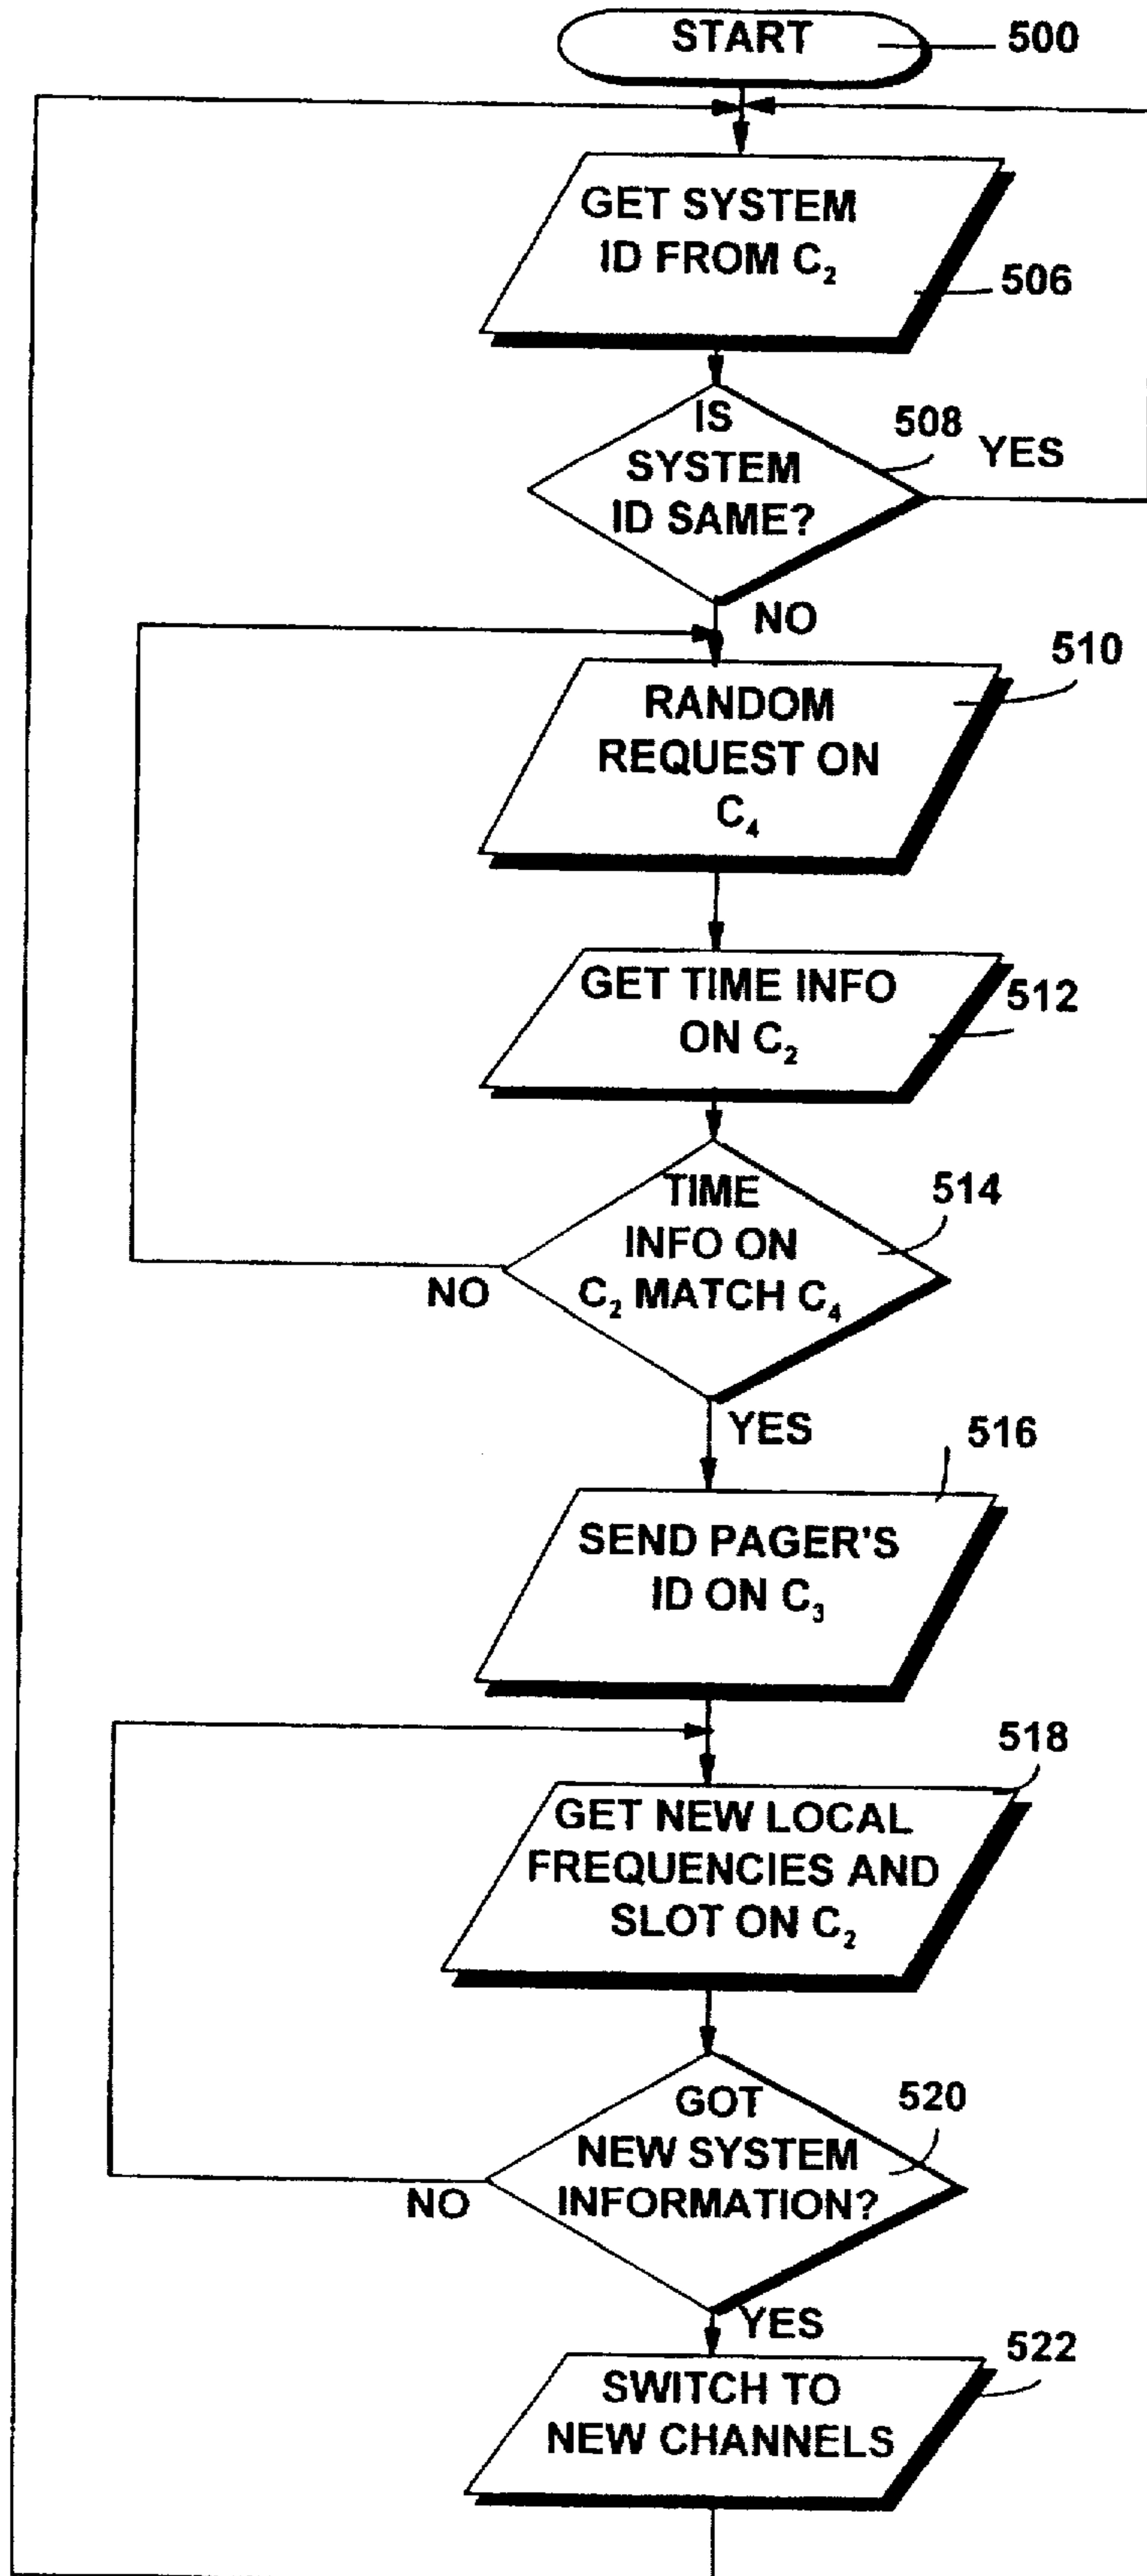 START
500
GET SYSTEM
ID FROM C₂
506
IS
SYSTEM
ID SAME?
508
YES
NO
510
RANDOM
REQUEST ON
C₄
GET TIME INFO
ON C₂
512
TIME
INFO ON
C₂ MATCH C₄
514
NO
YES
516
SEND PAGER'S
ID ON C₃
518
GET NEW LOCAL
FREQUENCIES AND
SLOT ON C₂
GOT
NEW SYSTEM
INFORMATION?
520
NO
YES
522
SWITCH TO
NEW CHANNELS